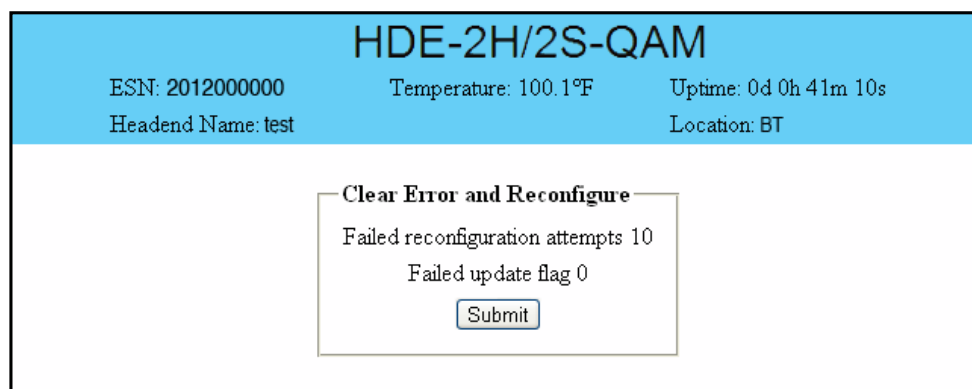 HDE-2H/2S-QAM
ESN: 2012000000 Temperature: 100.1°F Uptime: 0d 0h 41m 10s
Headend Name: test Location: BT
Clear Error and Reconfigure
Failed reconfiguration attempts 10
Failed update flag 0
Submit